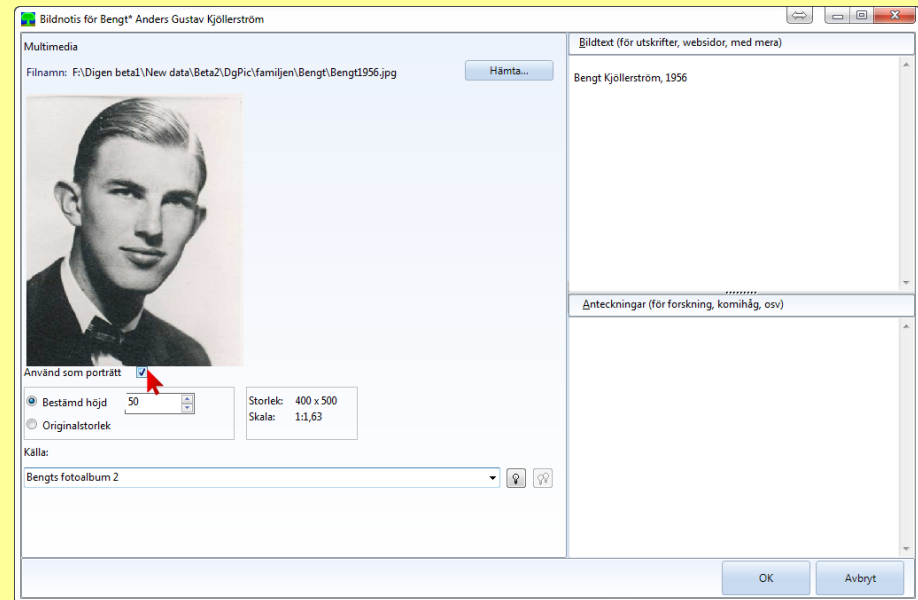 Bildnotis för Bengt* Anders Gustav Kjöllerström
Multimedia
Filnamn: F:\Digen beta1\New data\Beta2\DgPic\familjen\Bengt\Bengt1956.jpg
Hämta...
Använd som porträtt
Bestämd höjd 50
Originalstorlek
Storlek: 400 x 500
Skala: 1:1,63
Källa:
Bengts fotoalbum 2
Bildtext (för utskrifter, websidor, med mera)
Bengt Kjöllerström, 1956
Anteckningar (för forskning, komihåg, osv)
OK
Avbryt